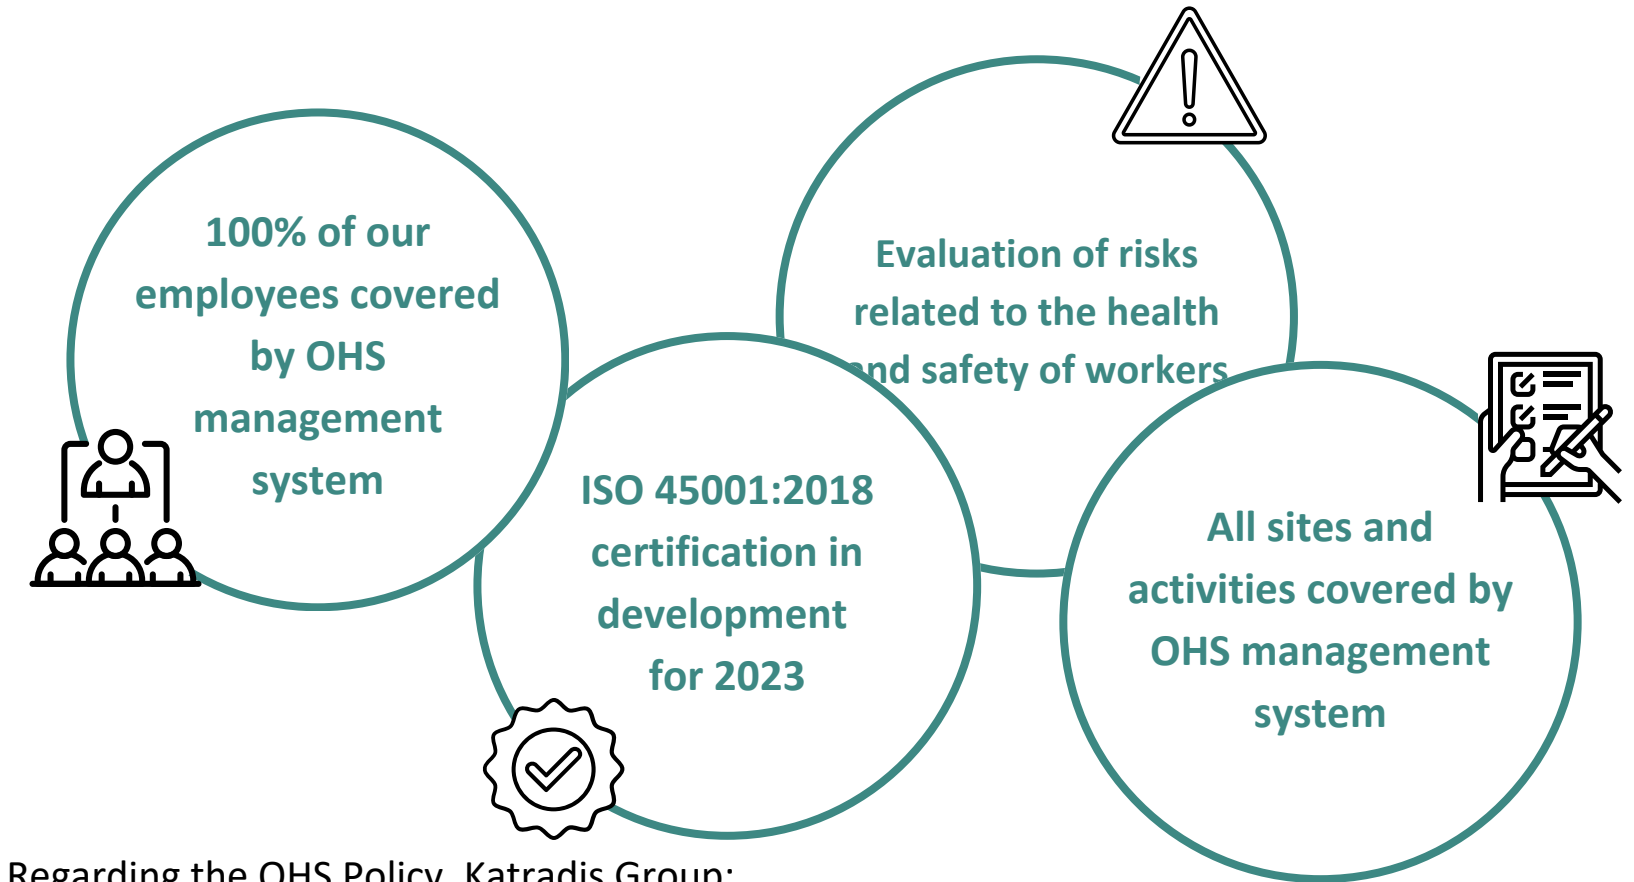 100% of our
employees covered
by OHS
management
system
Evaluation of risks
related to the health
and safety of workers
ISO 45001:2018
certification in
development
for 2023
All sites and
activities covered by
OHS management
system
Regarding the OHS Policy, Katradis Group: